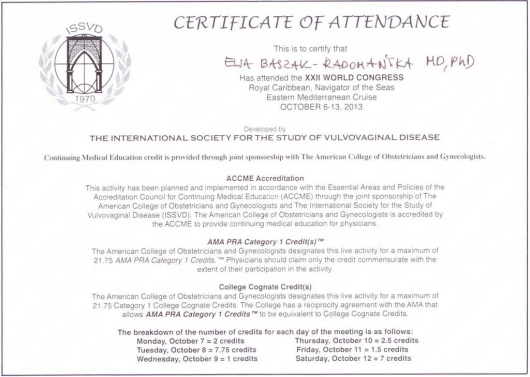 ISSVD
1970
CERTIFICATE OF ATTENDANCE
This is to certify that
EWA BASZAK-RADOMAŃSKA MD, PhD
Has attended the XXII WORLD CONGRESS
Royal Caribbean, Navigator of the Seas
Eastern Mediterranean Cruise
OCTOBER 6-13, 2013
Developed by
THE INTERNATIONAL SOCIETY FOR THE STUDY OF VULVOVAGINAL DISEASE
Continuing Medical Education credit is provided through joint sponsorship with The American College of Obstetricians and Gynecologists.
ACCME Accreditation
This activity has been planned and implemented in accordance with the Essential Areas and Policies of the
Accreditation Council for Continuing Medical Education (ACCME) through the joint sponsorship of The
American College of Obstetricians and Gynecologists and The International Society for the Study of
Vulvovaginal Disease (ISSVD). The American College of Obstetricians and Gynecologists is accredited by
the ACCME to provide continuing medical education for physicians.
AMA PRA Category 1 Credit(s)™
The American College of Obstetricians and Gynecologists designates this live activity for a maximum of
21.75 AMA PRA Category 1 Credits.™ Physicians should claim only the credit commensurate with the
extent of their participation in the activity.
College Cognate Credit(s)
The American College of Obstetricians and Gynecologists designates this live activity for a maximum of
21.75 Category 1 College Cognate Credits. The College has a reciprocity agreement with the AMA that
allows AMA PRA Category 1 Credits™ to be equivalent to College Cognate Credits.
The breakdown of the number of credits for each day of the meeting is as follows:
Monday, October 7 = 2 credits Thursday, October 10 = 2.5 credits
Tuesday, October 8 = 7.75 credits Friday, October 11 = 1.5 credits
Wednesday, October 9 = 1 credits Saturday, October 12 = 7 credits